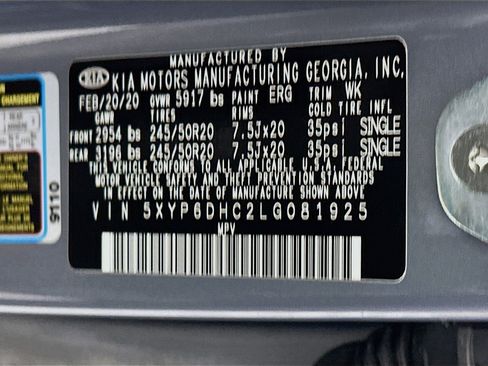 MANUFACTURED BY
KIA KIA MOTORS MANUFACTURING GEORGIA, INC.
FEB/20/20 GVWR 5917 lbs PAINT ERG TRIM WK
GAWR TIRES RIMS COLD TIRE INFL
FRONT 2954 lbs 245/50R20 7.5Jx20 35psi SINGLE
REAR 3196 lbs 245/50R20 7.5Jx20 35psi SINGLE
THIS VEHICLE CONFORMS TO ALL APPLICABLE FEDERAL MOTOR VEHICLE
SAFETY AND THEFT PREVENTION STANDARDS
IN EFFECT ON THE DATE OF MANUFACTURE SHOWN ABOVE.
VIN 5XYP6DHC2LG081925
MPV
CHARGEMENT
9110